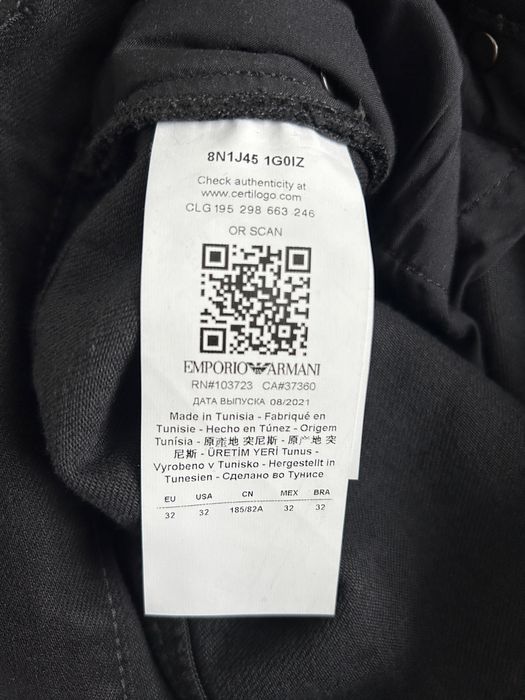 8N1J45 1G0IZ
Check authenticity at
www.certilogo.com
CLG 195 298 663 246
OR SCAN
EMPORIO ARMANI
RN#103723 CA#37360
ДАТА ВЫПУСКА 08/2021
Made in Tunisia - Fabriqué en
Tunisie - Hecho en Túnez - Origem
Tunísia - 原產地 突尼斯 - 原产地 突
尼斯 - ÜRETİM YERİ Tunus -
Vyrobeno v Tunisko - Hergestellt in
Tunesien - Сделано во Тунисе
EU USA CN MEX BRA
32 32 185/82A 32 32